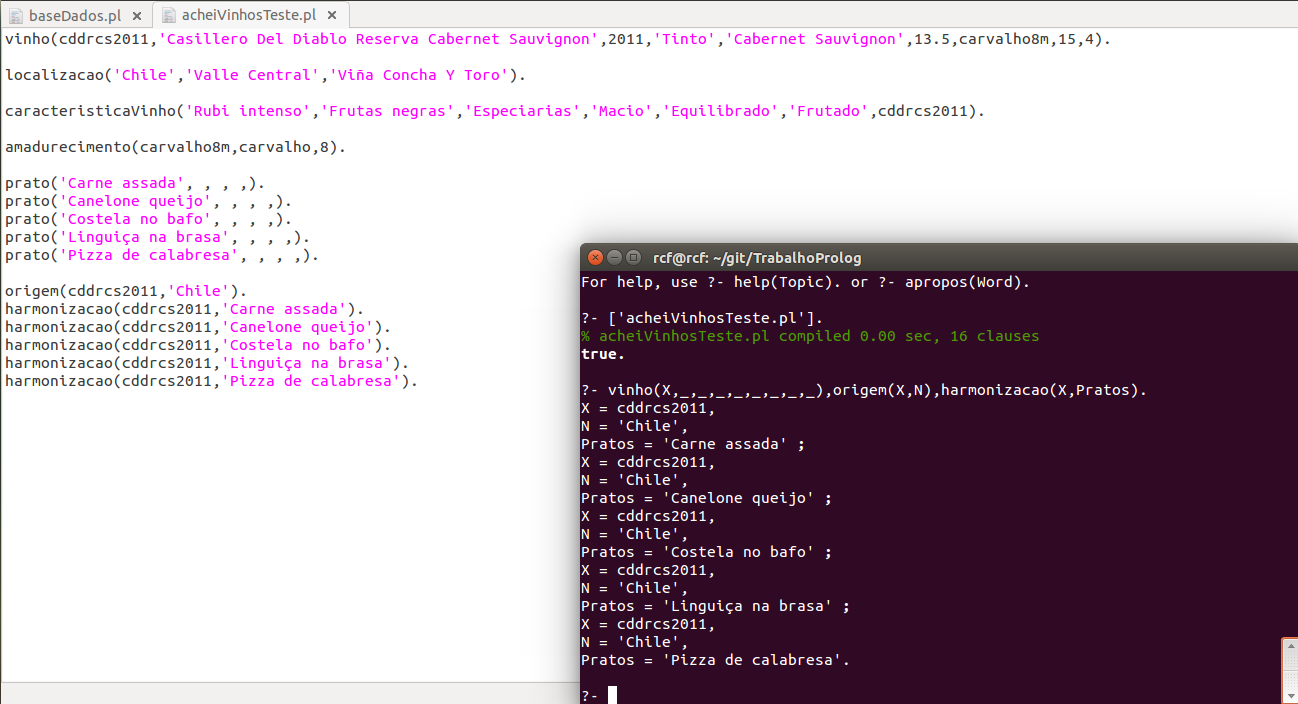 baseDados.pl × acheiVinhosTeste.pl ×
vinho(cddrcs2011,'Casillero Del Diablo Reserva Cabernet Sauvignon',2011,'Tinto','Cabernet Sauvignon',13.5,carvalho8m,15,4).
localizacao('Chile','Valle Central','Viña Concha Y Toro').
caracteristicaVinho('Rubi intenso','Frutas negras','Especiarias','Macio','Equilibrado','Frutado',cddrcs2011).
amadurecimento(carvalho8m,carvalho,8).
prato('Carne assada', , , ,).
prato('Canelone queijo', , , ,).
prato('Costela no bafo', , , ,).
prato('Linguiça na brasa', , , ,).
prato('Pizza de calabresa', , , ,).
origem(cddrcs2011,'Chile').
harmonizacao(cddrcs2011,'Carne assada').
harmonizacao(cddrcs2011,'Canelone queijo').
harmonizacao(cddrcs2011,'Costela no bafo').
harmonizacao(cddrcs2011,'Linguiça na brasa').
harmonizacao(cddrcs2011,'Pizza de calabresa').
rcf@rcf: ~/git/TrabalhoProlog
For help, use ?- help(Topic). or ?- apropos(Word).
?- ['acheiVinhosTeste.pl'].
% acheiVinhosTeste.pl compiled 0.00 sec, 16 clauses
true.
?- vinho(X,_,_,_,_,_,_,_,_),origem(X,N),harmonizacao(X,Pratos).
X = cddrcs2011,
N = 'Chile',
Pratos = 'Carne assada' ;
X = cddrcs2011,
N = 'Chile',
Pratos = 'Canelone queijo' ;
X = cddrcs2011,
N = 'Chile',
Pratos = 'Costela no bafo' ;
X = cddrcs2011,
N = 'Chile',
Pratos = 'Linguiça na brasa' ;
X = cddrcs2011,
N = 'Chile',
Pratos = 'Pizza de calabresa'.
?-